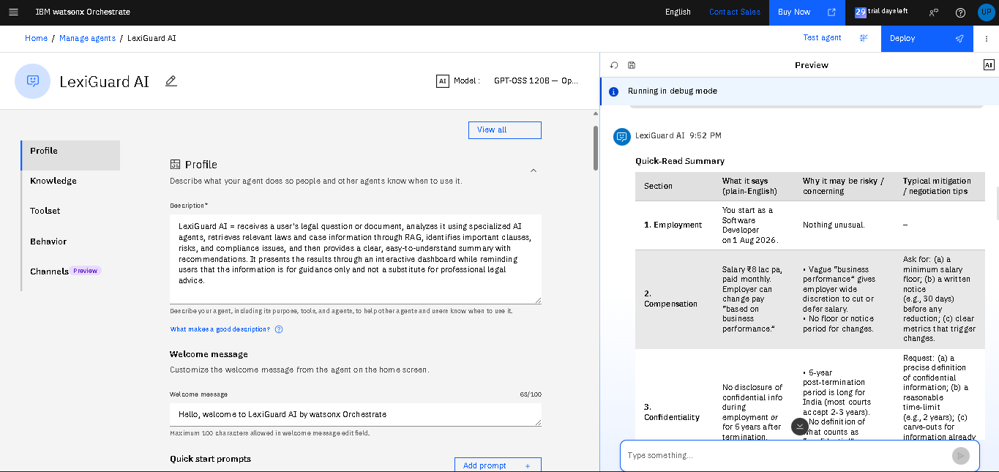 IBM watsonx Orchestrate
English
Contact Sales
Buy Now
29 trial days left
UP
Home / Manage agents / LexiGuard AI
Test agent
Deploy
LexiGuard AI
AI Model :
GPT-OSS 120B — Op...
Profile
Knowledge
Toolset
Behavior
Channels Preview
View all
Profile
Describe what your agent does so people and other agents know when to use it.
Description*
LexiGuard AI = receives a user's legal question or document, analyzes it using specialized AI
agents, retrieves relevant laws and case information through RAG, identifies important clauses,
risks, and compliance issues, and then provides a clear, easy-to-understand summary with
recommendations. It presents the results through an interactive dashboard while reminding
users that the information is for guidance only and not a substitute for professional legal
advice.
Describe your agent, including its purpose, tools, and agents, to help other agents and users know when to use it.
What makes a good description?
Welcome message
Customize the welcome message from the agent on the home screen.
Welcome message
63/100
Hello, welcome to LexiGuard AI by watsonx Orchestrate
Maximum 100 characters allowed in welcome message edit field.
Quick start prompts
Add prompt +
Preview
AI
Running in debug mode
LexiGuard AI 9:52 PM
Quick-Read Summary
Section
What it says
(plain-English)
Why it may be risky /
concerning
Typical mitigation
/ negotiation tips
1. Employment
You start as a
Software
Developer
on 1 Aug 2026.
Nothing unusual.
—
2.
Compensation
Salary ₹8 lac pa,
paid monthly.
Employer can
change pay
"based on
business
performance."
• Vague "business
performance" gives
employer wide
discretion to cut or
defer salary.
• No floor or notice
period for changes.
Ask for: (a) a
minimum salary
floor; (b) a written
notice
(e.g., 30 days)
before any
reduction; (c) clear
metrics that trigger
changes.
3.
Confidentiality
No disclosure of
confidential info
during
employment or
for 5 years after
termination.
• 5-year
post-termination
period is long for
India (most courts
accept 2-3 years).
No definition of
what counts as
Request: (a) a
precise definition
of confidential
information; (b) a
reasonable
time-limit
(e.g., 2 years); (c)
carve-outs for
information already
Type something...